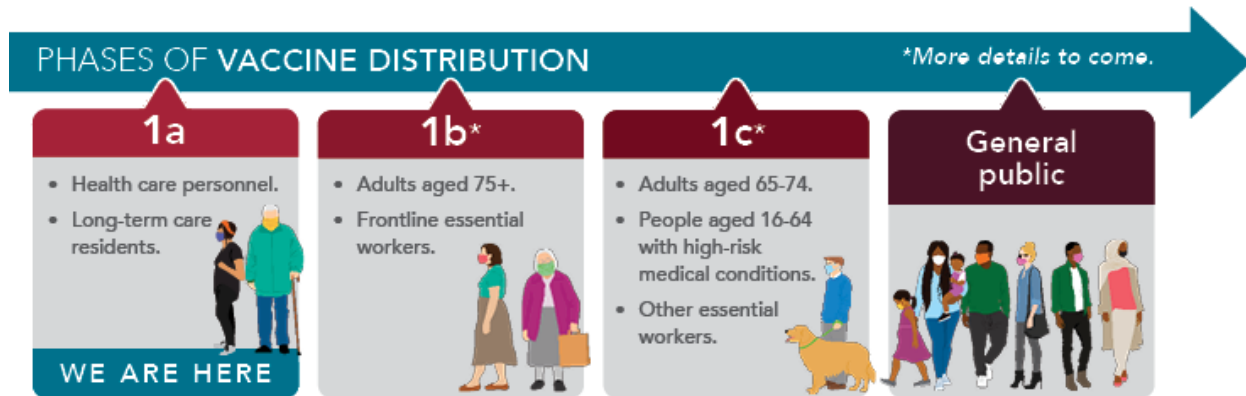 PHASES OF VACCINE DISTRIBUTION
*More details to come.
1a
• Health care personnel.
• Long-term care
residents.
WE ARE HERE
1b*
• Adults aged 75+.
• Frontline essential
workers.
1c*
• Adults aged 65-74.
• People aged 16-64
with high-risk
medical conditions.
• Other essential
workers.
General
public